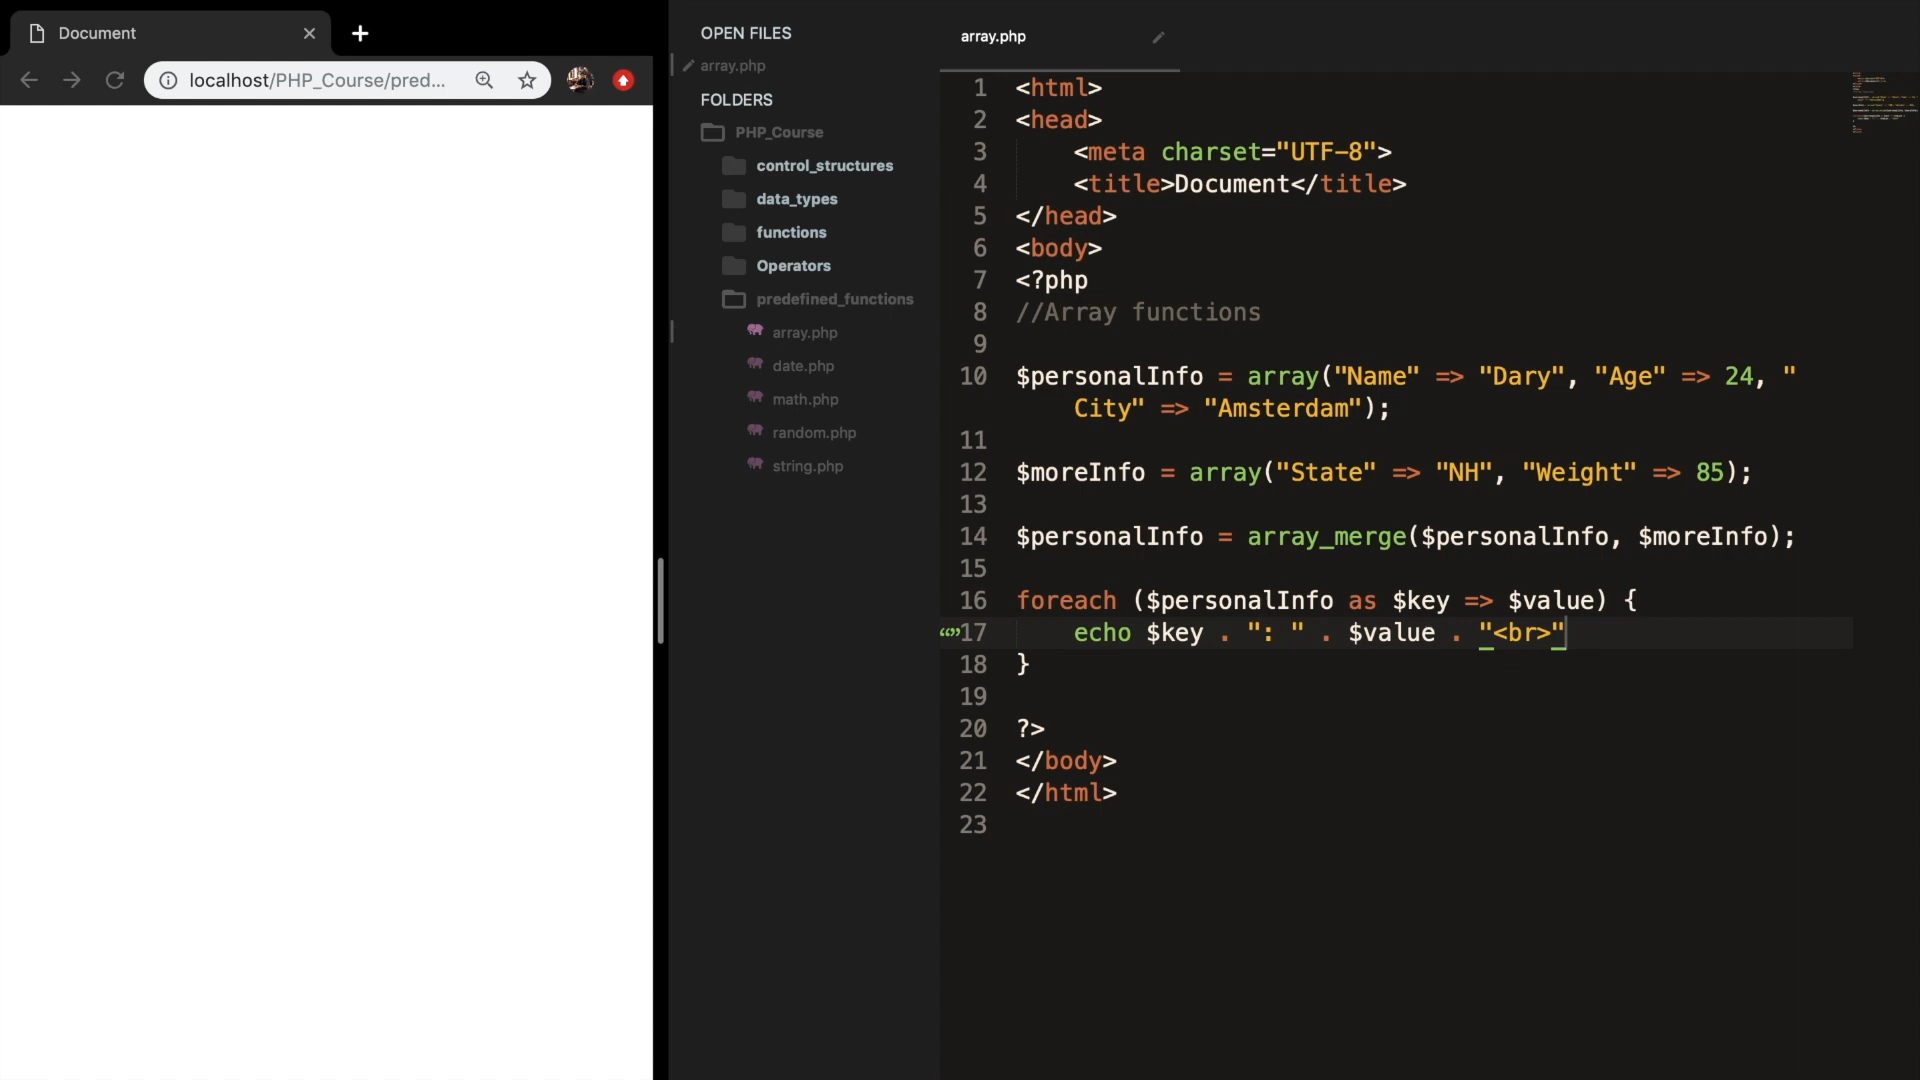 Document
localhost/PHP_Course/pred...
OPEN FILES
array.php
FOLDERS
PHP_Course
control_structures
data_types
functions
Operators
predefined_functions
array.php
date.php
math.php
random.php
string.php
array.php
1 <html>
2 <head>
3 <meta charset="UTF-8">
4 <title>Document</title>
5 </head>
6 <body>
7 <?php
8 //Array functions
9
10 $personalInfo = array("Name" => "Dary", "Age" => 24, "
City" => "Amsterdam");
11
12 $moreInfo = array("State" => "NH", "Weight" => 85);
13
14 $personalInfo = array_merge($personalInfo, $moreInfo);
15
16 foreach ($personalInfo as $key => $value) {
17 echo $key . ": " . $value . "<br>"
18 }
19
20 ?>
21 </body>
22 </html>
23